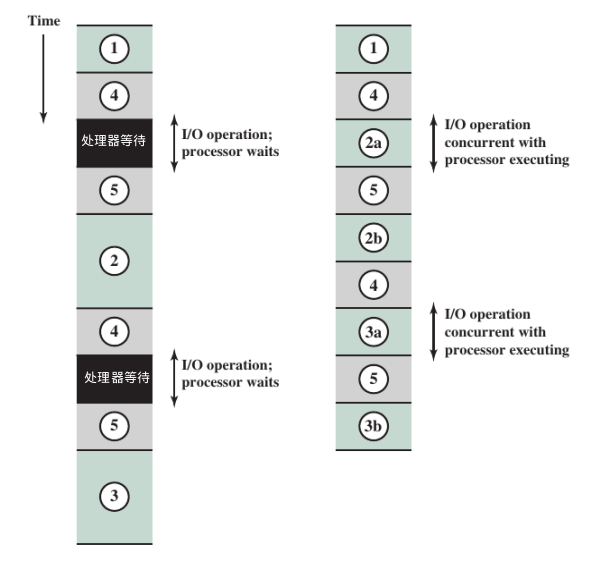 Time
1
4
处理器等待
I/O operation;
processor waits
5
2
4
处理器等待
I/O operation;
processor waits
5
3
1
4
2a
I/O operation
concurrent with
processor executing
5
2b
4
3a
I/O operation
concurrent with
processor executing
5
3b